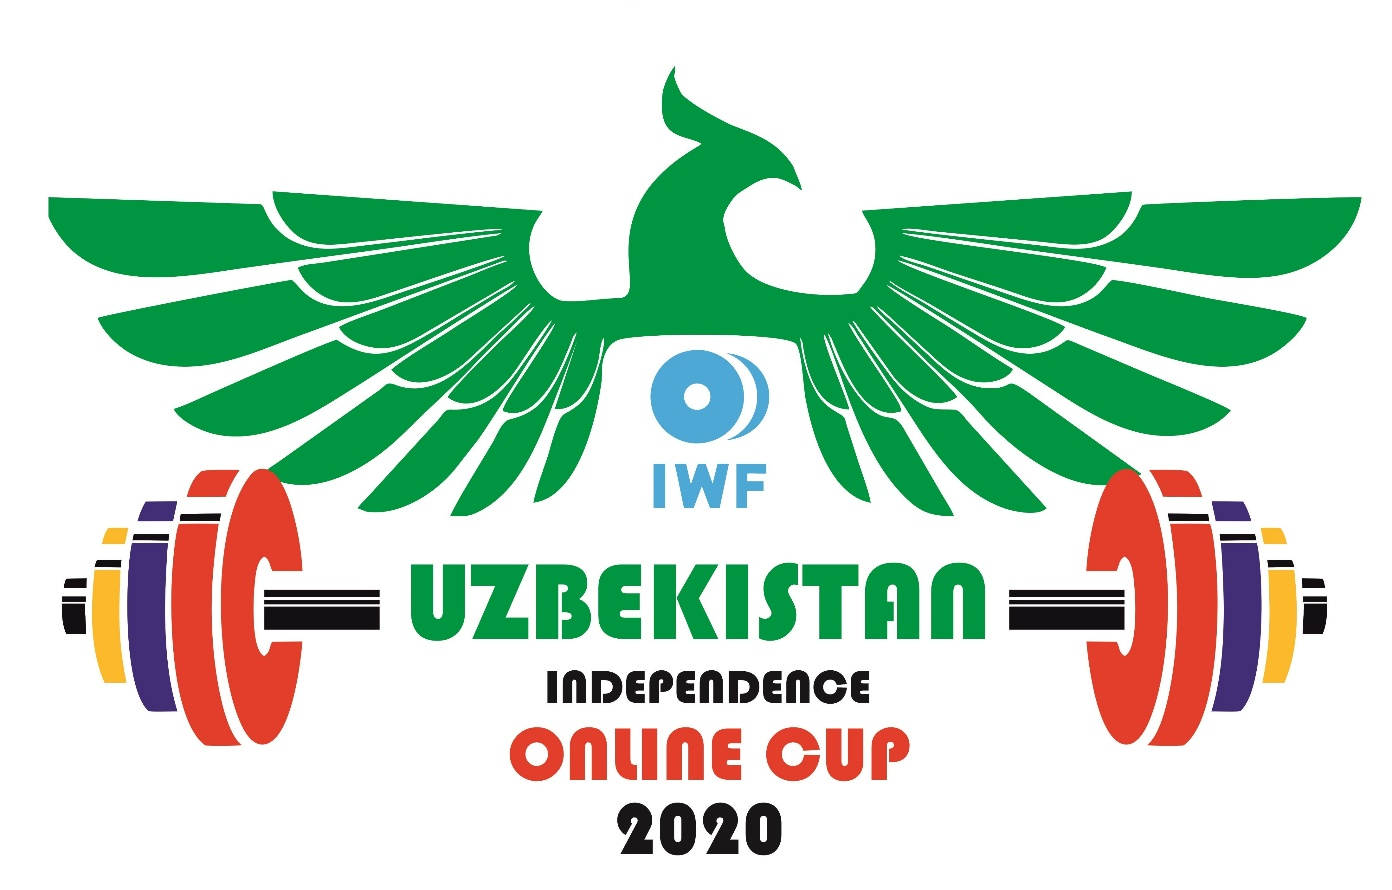 IWF
UZBEKISTAN
INDEPENDENCE
ONLINE CUP
2020